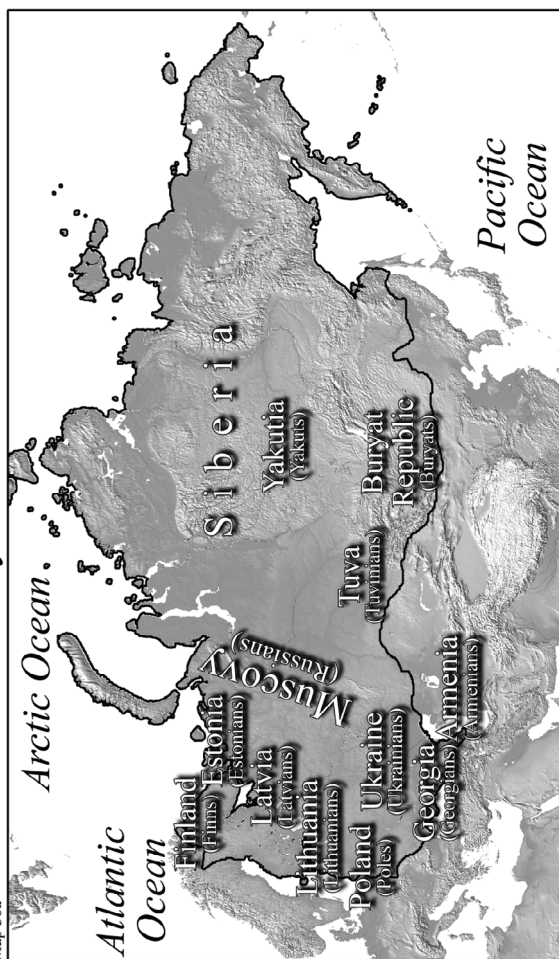 Arctic Ocean
Atlantic
Ocean
Finland
(Finns)
Estonia
(Estonians)
Latvia
(Latvians)
Lithuania
(Lithuanians)
Poland
(Poles)
Ukraine
(Ukrainians)
Georgia
(Georgians)
Armenia
(Armenians)
Muscovy
(Russians)
Siberia
Yakutia
(Yakuts)
Tuva
(Tuvinians)
Buryat
Republic
(Buryats)
Pacific
Ocean